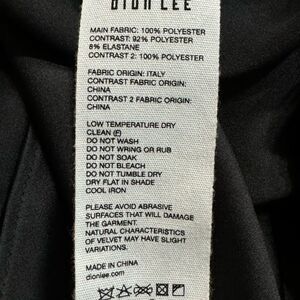 DION LEE
MAIN FABRIC: 100% POLYESTER
CONTRAST: 92% POLYESTER
8% ELASTANE
CONTRAST 2: 100% POLYESTER
FABRIC ORIGIN: ITALY
CONTRAST FABRIC ORIGIN:
CHINA
CONTRAST 2 FABRIC ORIGIN:
CHINA
LOW TEMPERATURE DRY
CLEAN Ⓟ
DO NOT WASH
DO NOT WRING OR RUB
DO NOT SOAK
DO NOT BLEACH
DO NOT TUMBLE DRY
DRY FLAT IN SHADE
COOL IRON
PLEASE AVOID ABRASIVE
SURFACES THAT WILL DAMAGE
THE GARMENT.
NATURAL CHARACTERISTICS
OF VELVET MAY HAVE SLIGHT
VARIATIONS.
MADE IN CHINA
dionlee.com